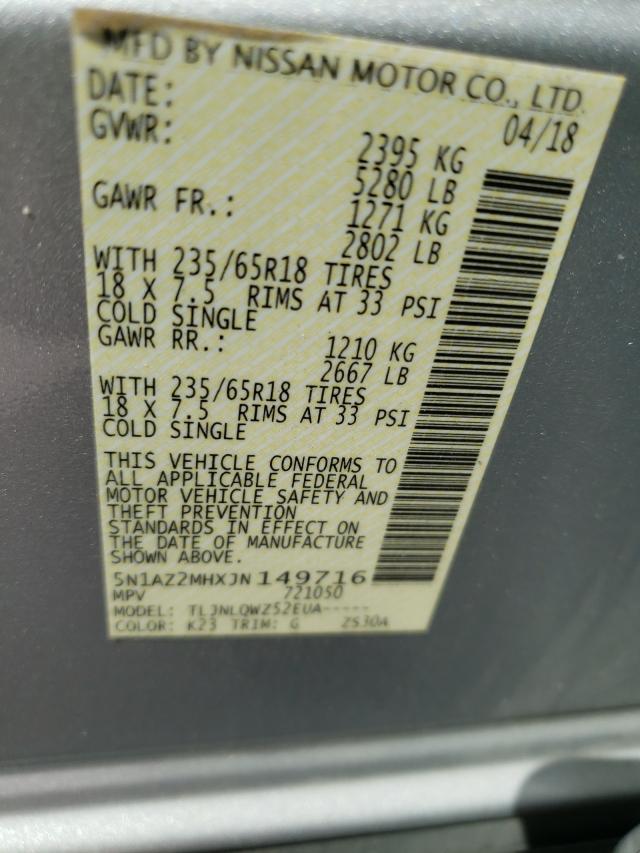 MFD BY NISSAN MOTOR CO., LTD.
DATE: 04/18
GVWR: 2395 KG
5280 LB
GAWR FR.: 1271 KG
2802 LB
WITH 235/65R18 TIRES
18 X 7.5 RIMS AT 33 PSI
COLD SINGLE
GAWR RR.: 1210 KG
2667 LB
WITH 235/65R18 TIRES
18 X 7.5 RIMS AT 33 PSI
COLD SINGLE
THIS VEHICLE CONFORMS TO
ALL APPLICABLE FEDERAL
MOTOR VEHICLE SAFETY AND
THEFT PREVENTION
STANDARDS IN EFFECT ON
THE DATE OF MANUFACTURE
SHOWN ABOVE.
5N1AZ2MHXJN149716
MPV 721050
MODEL: TLJNLQWZ52EUA-----
COLOR: K23 TRIM: G ZS30A